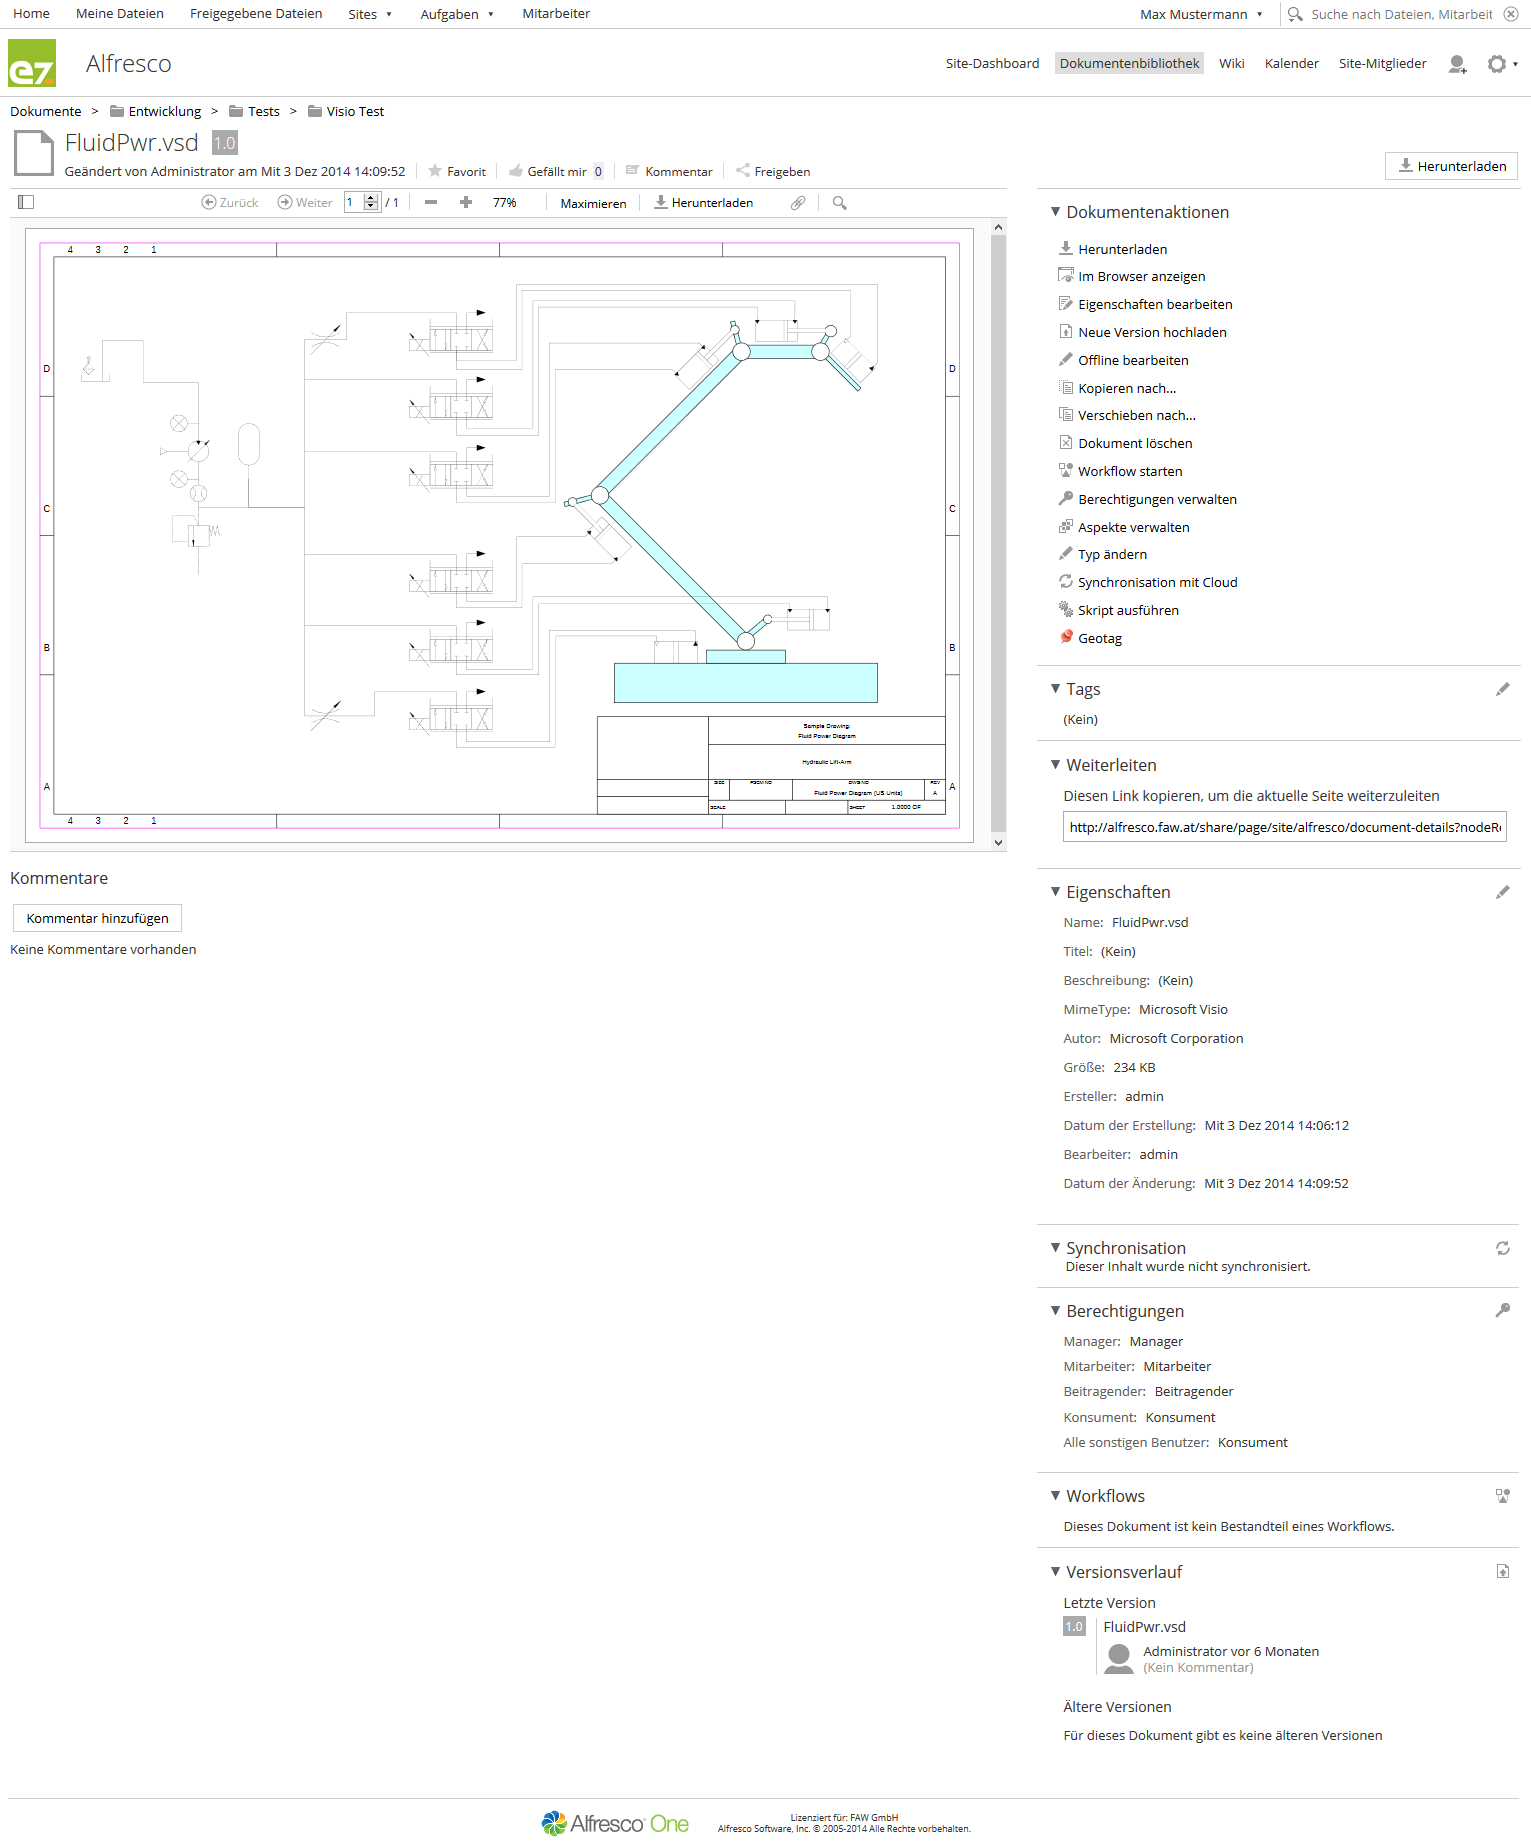 Home Meine Dateien Freigegebene Dateien Sites Aufgaben Mitarbeiter Max Mustermann Suche nach Dateien, Mitarbeit
ez Alfresco Site-Dashboard Dokumentenbibliothek Wiki Kalender Site-Mitglieder
Dokumente > Entwicklung > Tests > Visio Test
FluidPwr.vsd 1.0
Geändert von Administrator am Mit 3 Dez 2014 14:09:52 Favorit Gefällt mir 0 Kommentar Freigeben
Herunterladen
Zurück Weiter 1 / 1 77% Maximieren Herunterladen
4 3 2 1
D D
C C
B B
A A
4 3 2 1
Sample Drawing:
Fluid Power Diagram
Hydraulic Lift-Arm
SIZE FSCM NO DWG NO REV
Fluid Power Diagram (US Units) A
SCALE SHEET 1.0000 OF
Kommentare
Kommentar hinzufügen
Keine Kommentare vorhanden
Dokumentenaktionen
Herunterladen
Im Browser anzeigen
Eigenschaften bearbeiten
Neue Version hochladen
Offline bearbeiten
Kopieren nach...
Verschieben nach...
Dokument löschen
Workflow starten
Berechtigungen verwalten
Aspekte verwalten
Typ ändern
Synchronisation mit Cloud
Skript ausführen
Geotag
Tags
(Kein)
Weiterleiten
Diesen Link kopieren, um die aktuelle Seite weiterzuleiten
http://alfresco.faw.at/share/page/site/alfresco/document-details?nodeRe
Eigenschaften
Name: FluidPwr.vsd
Titel: (Kein)
Beschreibung: (Kein)
MimeType: Microsoft Visio
Autor: Microsoft Corporation
Größe: 234 KB
Ersteller: admin
Datum der Erstellung: Mit 3 Dez 2014 14:06:12
Bearbeiter: admin
Datum der Änderung: Mit 3 Dez 2014 14:09:52
Synchronisation
Dieser Inhalt wurde nicht synchronisiert.
Berechtigungen
Manager: Manager
Mitarbeiter: Mitarbeiter
Beitragender: Beitragender
Konsument: Konsument
Alle sonstigen Benutzer: Konsument
Workflows
Dieses Dokument ist kein Bestandteil eines Workflows.
Versionsverlauf
Letzte Version
1.0 FluidPwr.vsd
Administrator vor 6 Monaten
(Kein Kommentar)
Ältere Versionen
Für dieses Dokument gibt es keine älteren Versionen
Alfresco One
Lizenziert für: FAW GmbH
Alfresco Software, Inc. © 2005-2014 Alle Rechte vorbehalten.